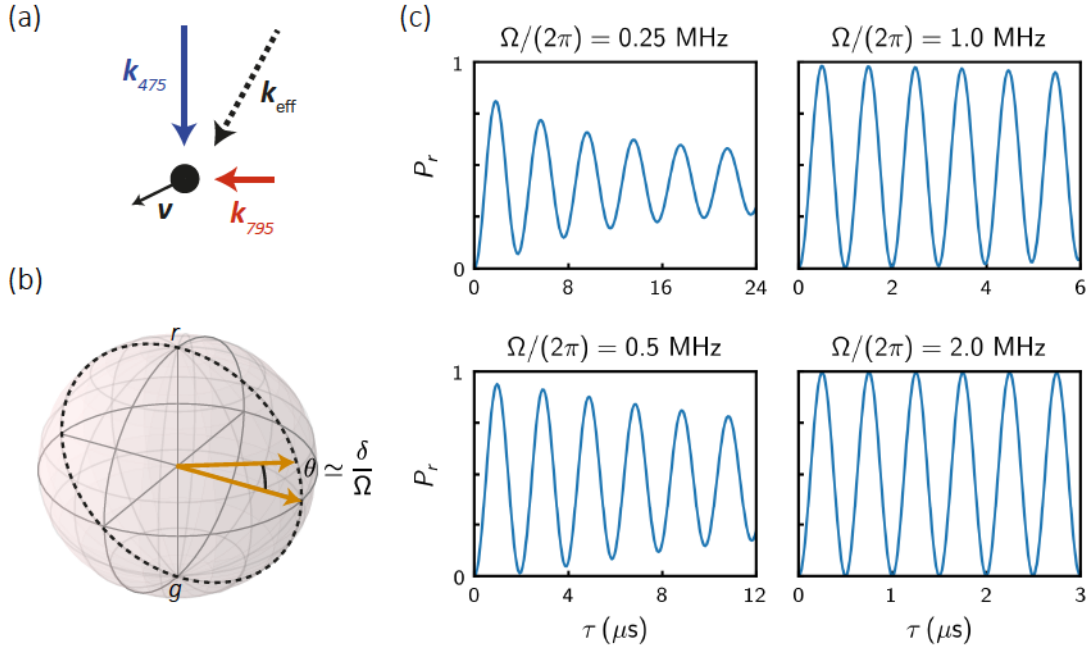 (a)
k475
keff
v
k795
(b)
r
θ ≃ δ/Ω
g
(c)
Ω/(2π) = 0.25 MHz
Ω/(2π) = 1.0 MHz
1
1
Pr
0
0
0 8 16 24
0 2 4 6
Ω/(2π) = 0.5 MHz
Ω/(2π) = 2.0 MHz
1
1
Pr
0
0
0 4 8 12
0 1 2 3
τ (μs)
τ (μs)